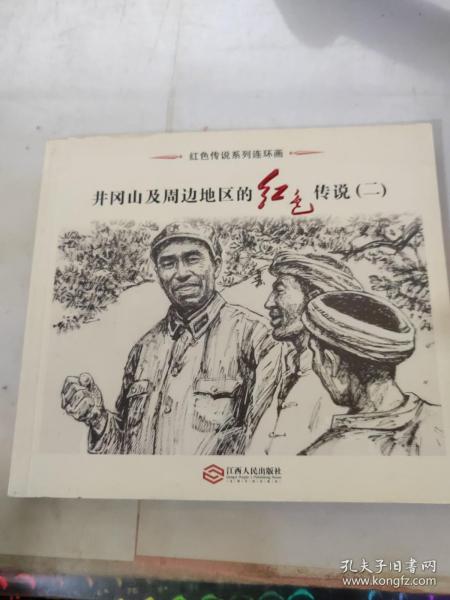 红色传说系列连环画
井冈山及周边地区的红色传说(二)
江西人民出版社
孔夫子旧书网
www.kongfz.com